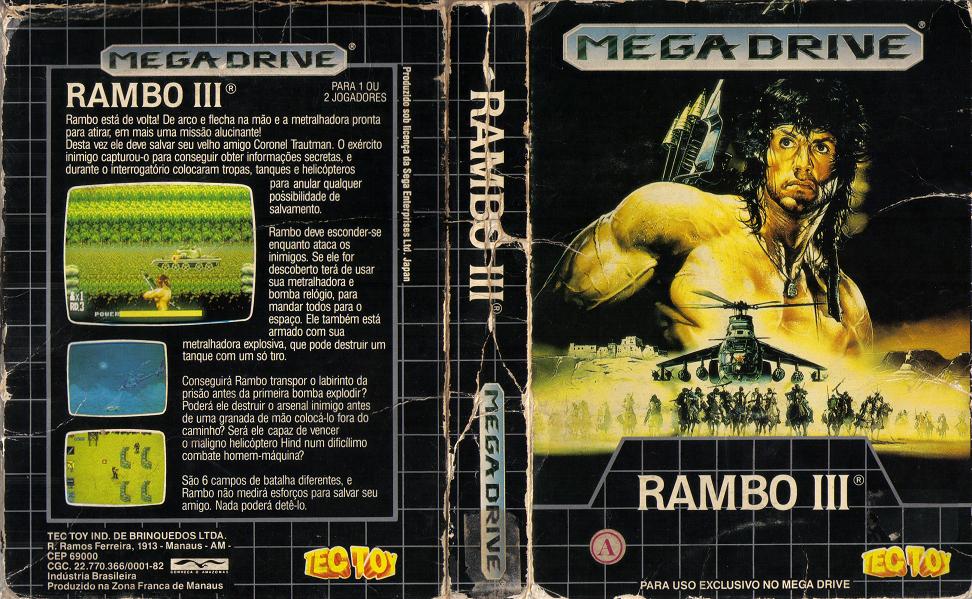 MEGA DRIVE®
RAMBO III®
PARA 1 OU
2 JOGADORES
Rambo está de volta! De arco e flecha na mão e a metralhadora pronta
para atirar, em mais uma missão alucinante!
Desta vez ele deve salvar seu velho amigo Coronel Trautman. O exército
inimigo capturou-o para conseguir obter informações secretas, e
durante o interrogatório colocaram tropas, tanques e helicópteros
para anular qualquer
possibilidade de
salvamento.
Rambo deve esconder-se
enquanto ataca os
inimigos. Se ele for
descoberto terá de usar
sua metralhadora e
bomba relógio, para
mandar todos para o
espaço. Ele também está
armado com sua
metralhadora explosiva, que pode destruir um
tanque com um só tiro.
Conseguirá Rambo transpor o labirinto da
prisão antes da primeira bomba explodir?
Poderá ele destruir o arsenal inimigo antes
de uma granada de mão colocá-lo fora do
caminho? Será ele capaz de vencer
o maligno helicóptero Hind num dificílimo
combate homem-máquina?
São 6 campos de batalha diferentes, e
Rambo não medirá esforços para salvar seu
amigo. Nada poderá detê-lo.
x1
RD.3
POWER
TEC TOY IND. DE BRINQUEDOS LTDA.
R. Ramos Ferreira, 1913 - Manaus - AM -
CEP 69000
CGC. 22.770.366/0001-82
Indústria Brasileira
Produzido na Zona Franca de Manaus
CONHEÇA O AMAZONAS
TEC TOY
Produzido sob licença da Sega Enterprises Ltd. Japan
RAMBO III®
MEGA DRIVE
MEGA DRIVE®
RAMBO III®
A
TEC TOY
PARA USO EXCLUSIVO NO MEGA DRIVE